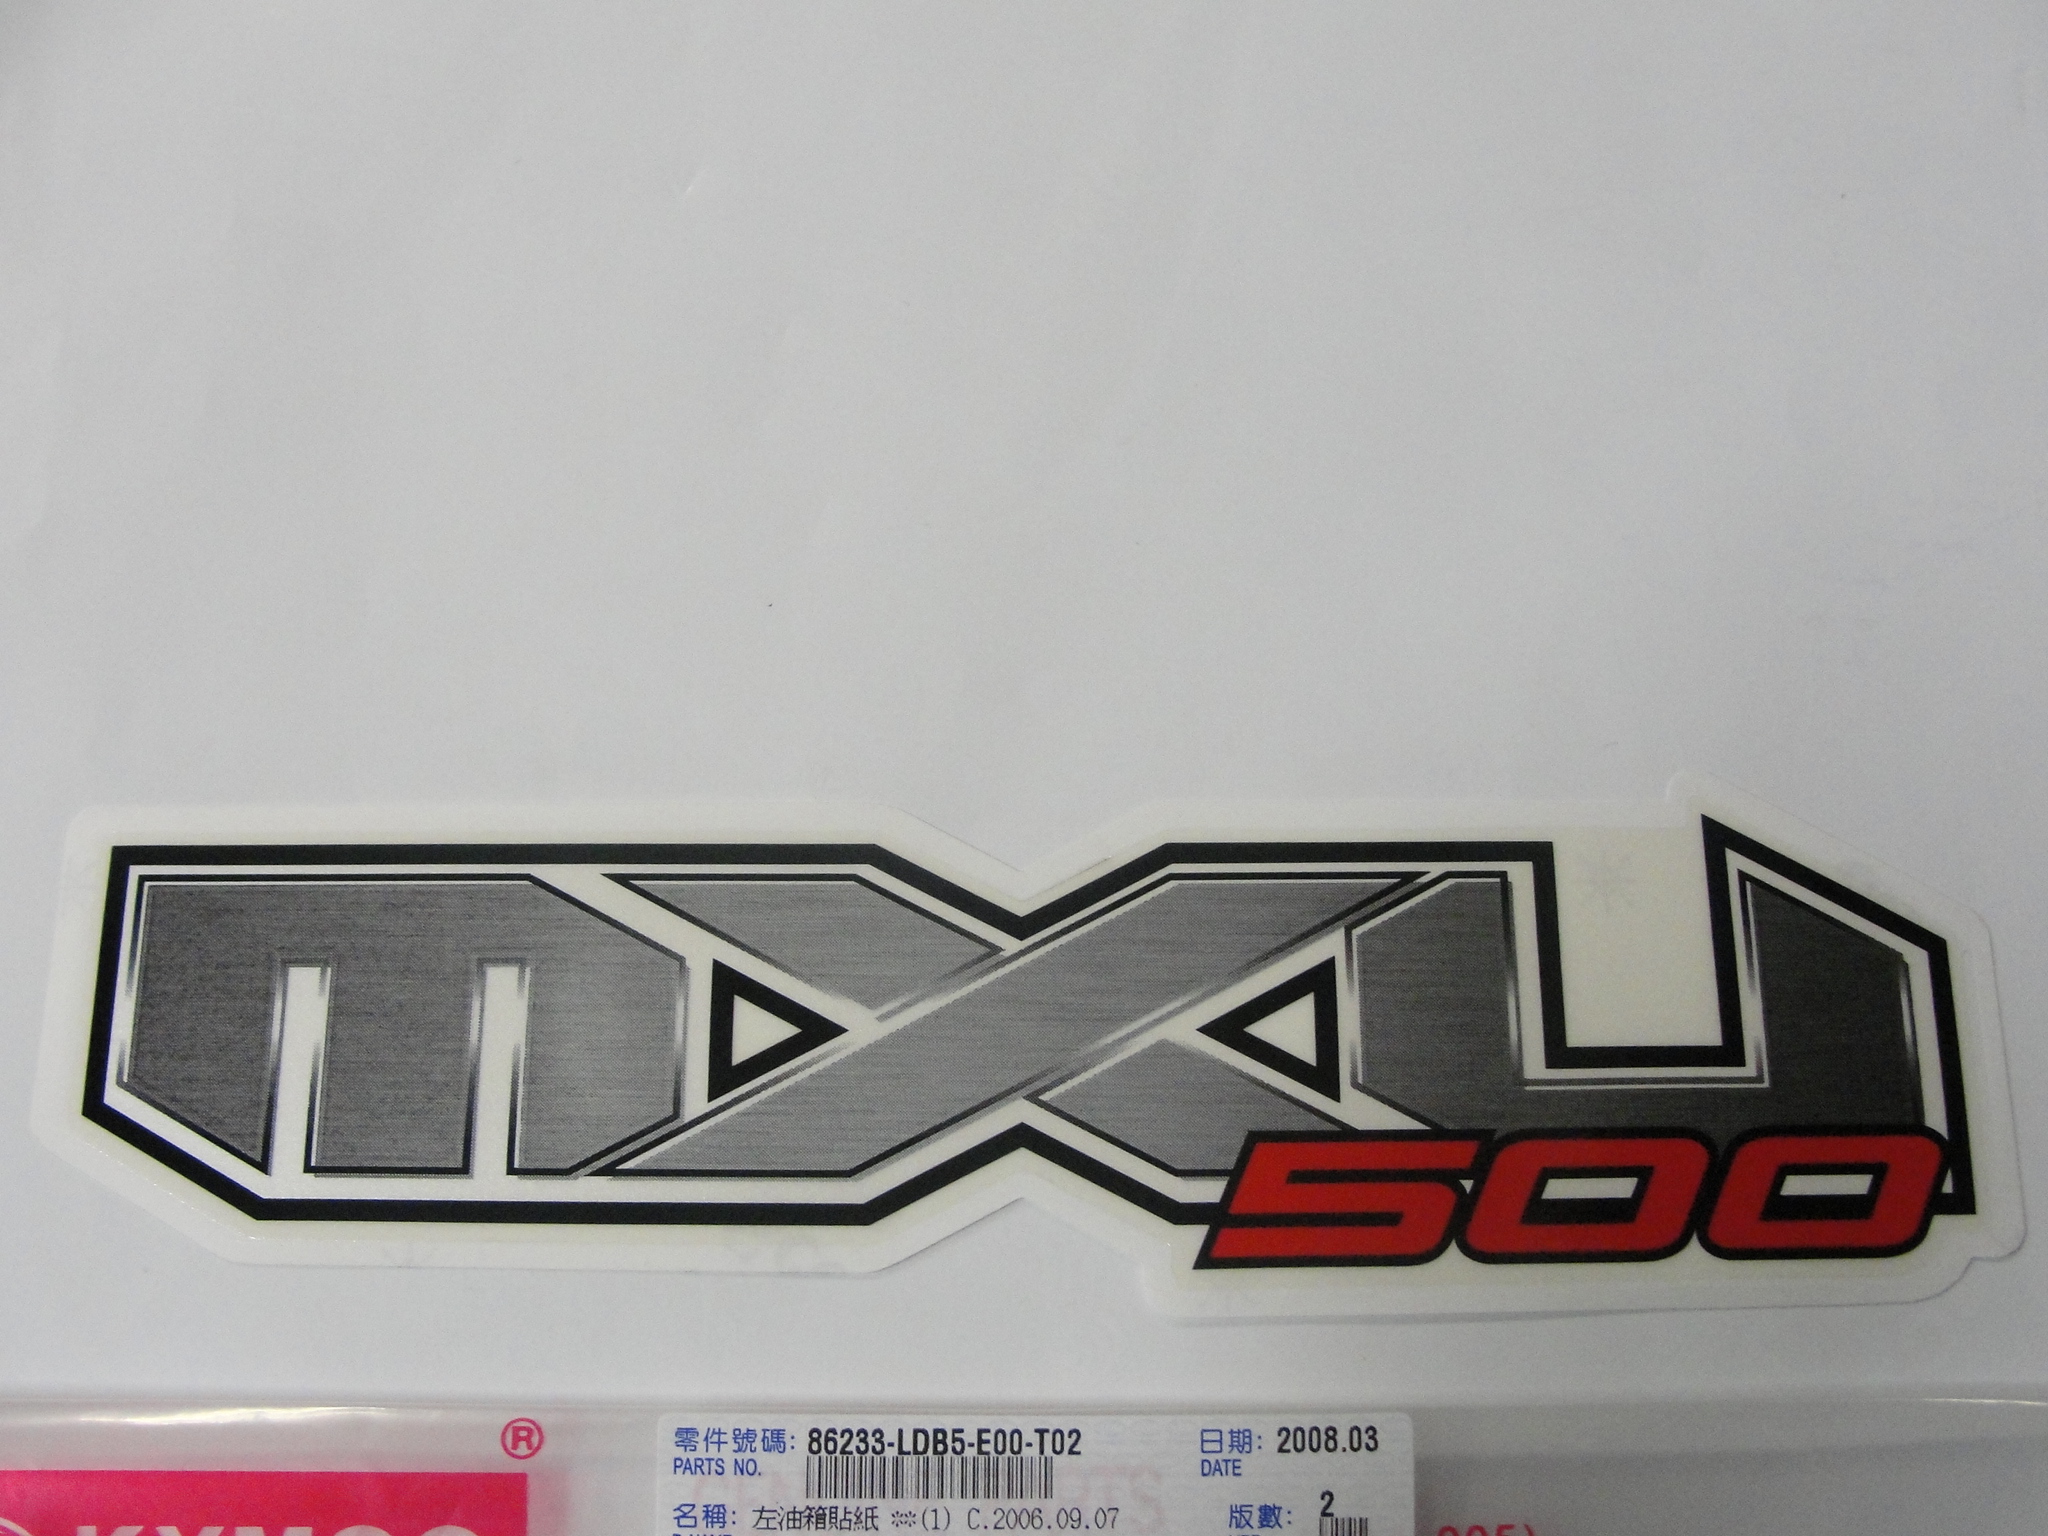 MXU
500
®
零件號碼: 86233-LDB5-E00-T02
PARTS NO.
日期: 2008.03
DATE
KYMCO
名稱: 左油箱貼紙 **(1) C.2006.09.07
版數: 2